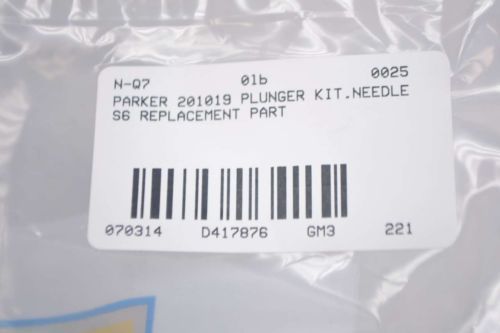 N-Q7 01b 0025
PARKER 201019 PLUNGER KIT.NEEDLE
S6 REPLACEMENT PART
070314 D417876 GM3 221